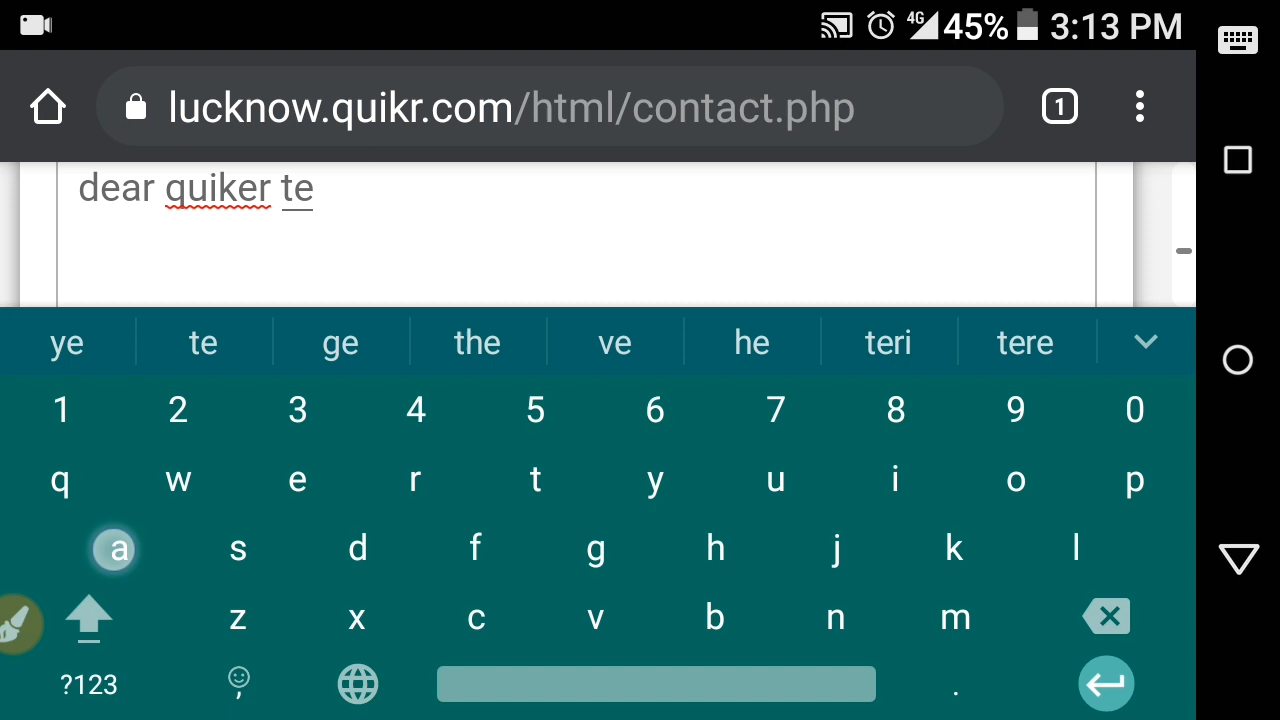 4G 45% 3:13 PM
lucknow.quikr.com/html/contact.php 1
dear quiker te
ye te ge the ve he teri tere
1 2 3 4 5 6 7 8 9 0
q w e r t y u i o p
a s d f g h j k l
z x c v b n m
?123 , .